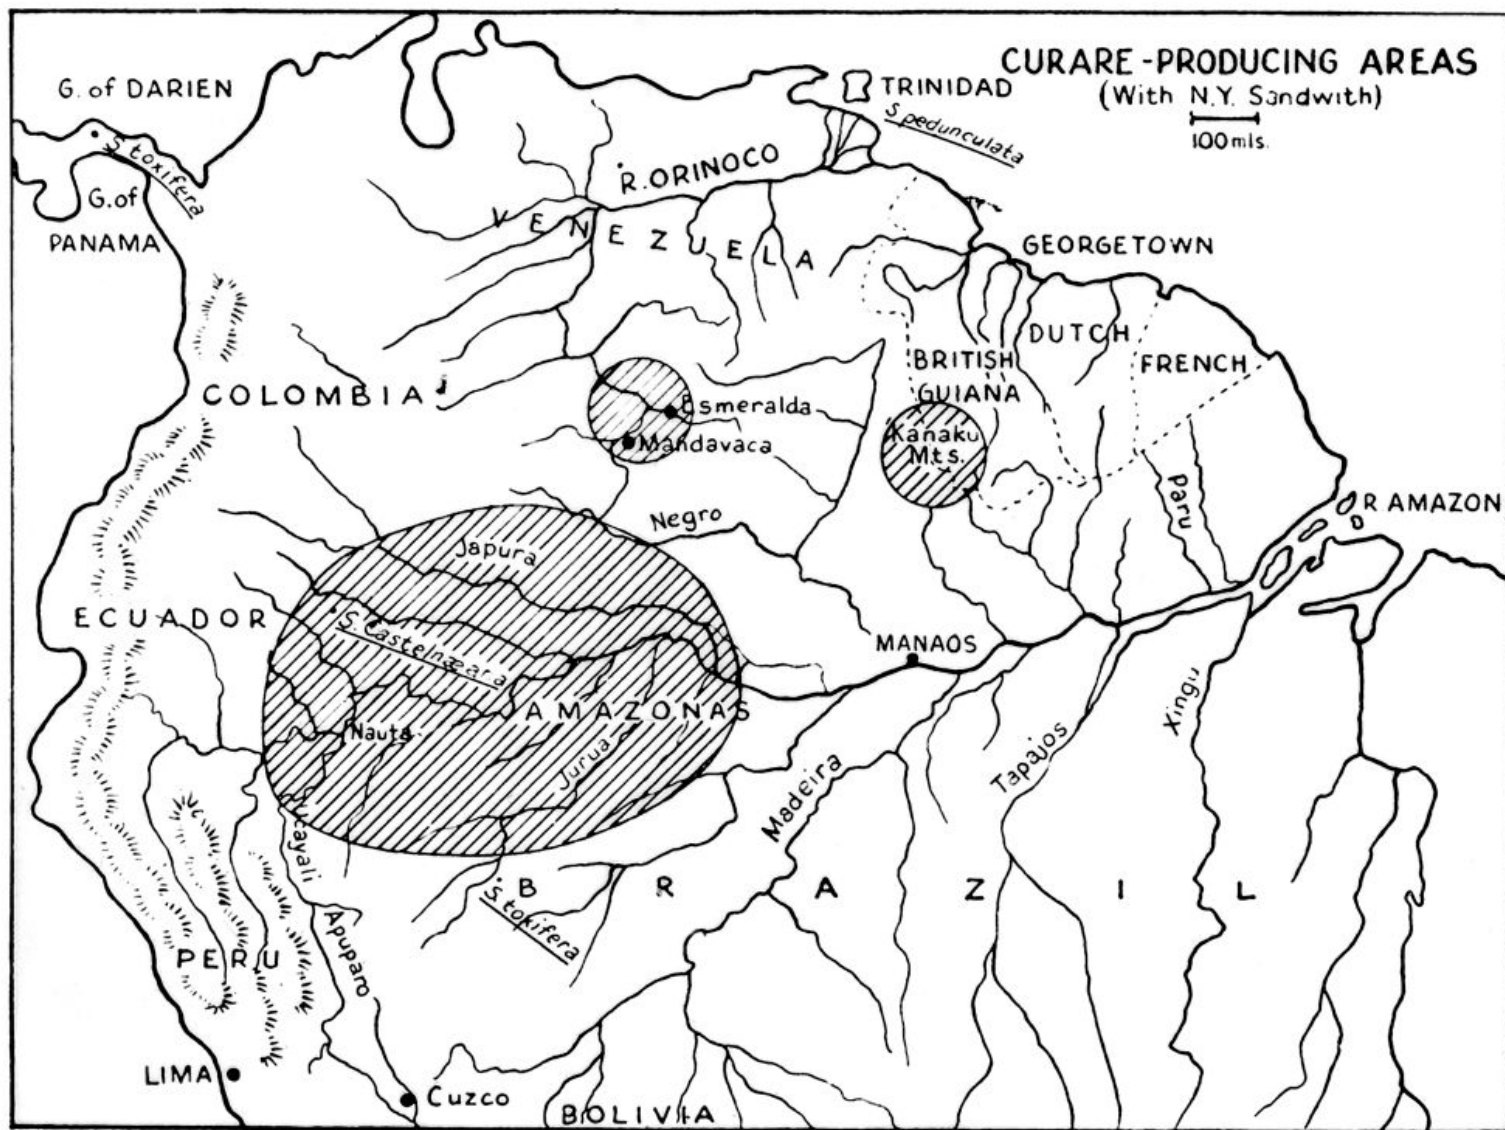 CURARE-PRODUCING AREAS
(With N.Y. Sandwith)
100 mls.
G. of DARIEN
TRINIDAD
S pedunculata
S toxifera
R. ORINOCO
G. of
PANAMA
VENEZUELA
GEORGETOWN
DUTCH
BRITISH
GUIANA
FRENCH
COLOMBIA
Esmeralda
Mandavaca
Kanaku
Mts.
Paru
R AMAZON
Negro
Japura
ECUADOR
MANAOS
AMAZONAS
Nauta
Jurua
Xingu
Tapajos
Madeira
Ucayali
BRAZIL
S. toxifera
Apuparo
PERU
LIMA
Cuzco
BOLIVIA